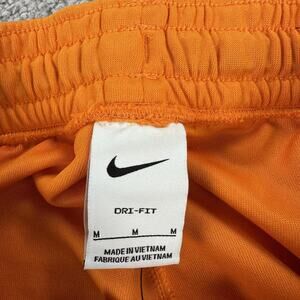 DRI-FIT
M M M
MADE IN VIETNAM
FABRIQUÉ AU VIETNAM